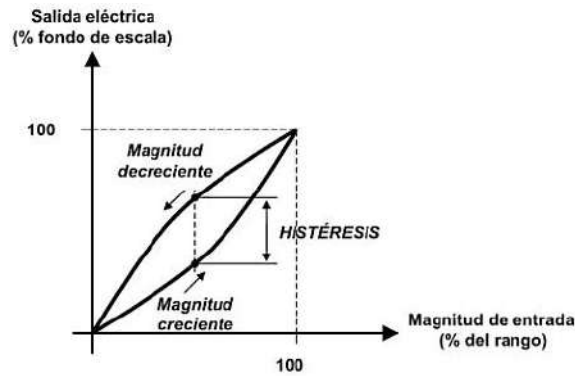 Salida eléctrica
(% fondo de escala)
100
Magnitud
decreciente
HISTÉRESIS
Magnitud
creciente
Magnitud de entrada
(% del rango)
100